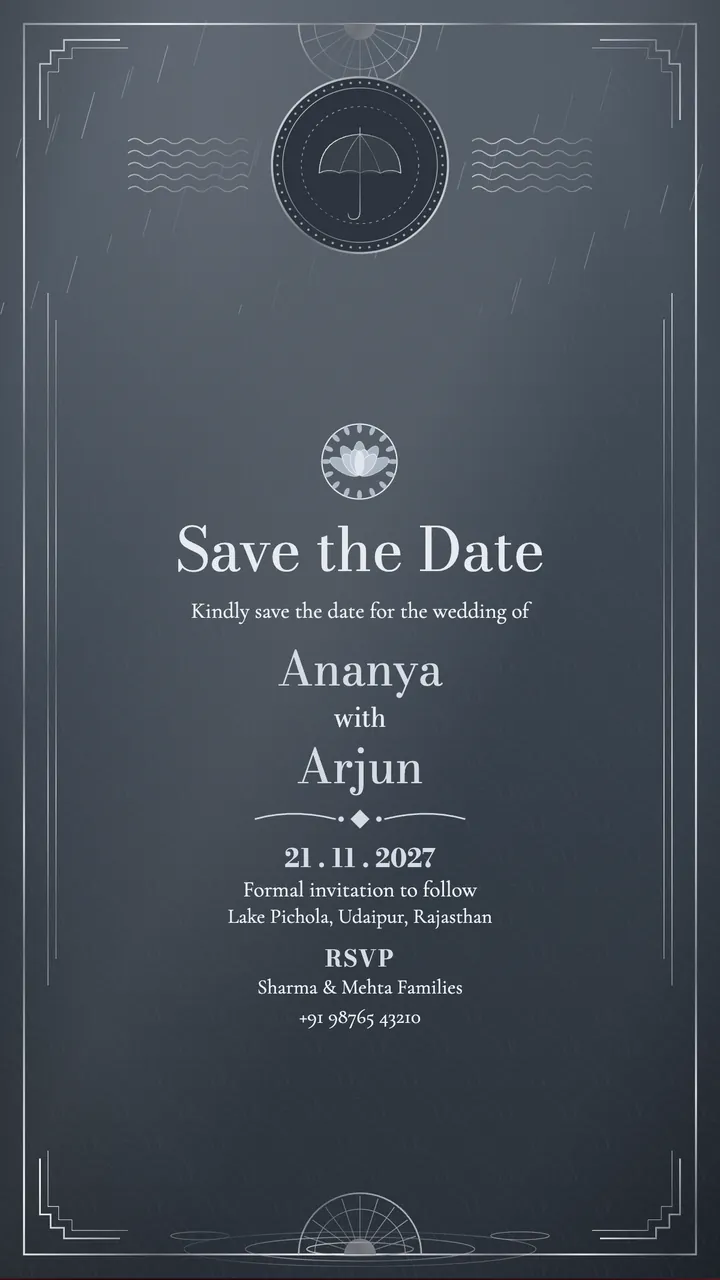 Save the Date
Kindly save the date for the wedding of
Ananya
with
Arjun
21 . 11 . 2027
Formal invitation to follow
Lake Pichola, Udaipur, Rajasthan
RSVP
Sharma & Mehta Families
+91 98765 43210